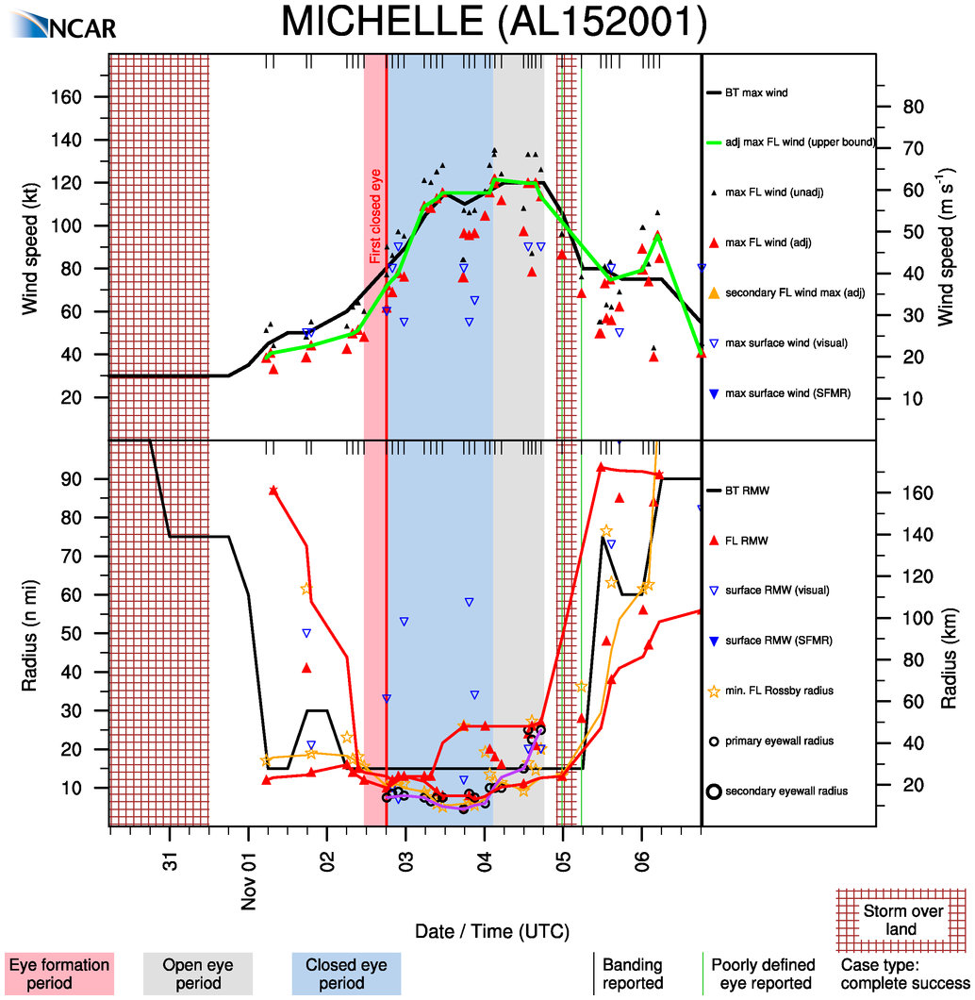 NCAR
MICHELLE (AL152001)
Wind speed (kt)
160
140
120
100
80
60
40
20
First closed eye
80
70
60
50
40
30
20
10
Wind speed (m s-1)
BT max wind
adj max FL wind (upper bound)
max FL wind (unadj)
max FL wind (adj)
secondary FL wind max (adj)
max surface wind (visual)
max surface wind (SFMR)
Radius (n mi)
90
80
70
60
50
40
30
20
10
160
140
120
100
80
60
40
20
Radius (km)
BT RMW
FL RMW
surface RMW (visual)
surface RMW (SFMR)
min. FL Rossby radius
primary eyewall radius
secondary eyewall radius
31
Nov 01
02
03
04
05
06
Date / Time (UTC)
Storm over
land
Eye formation
period
Open eye
period
Closed eye
period
Banding
reported
Poorly defined
eye reported
Case type:
complete success